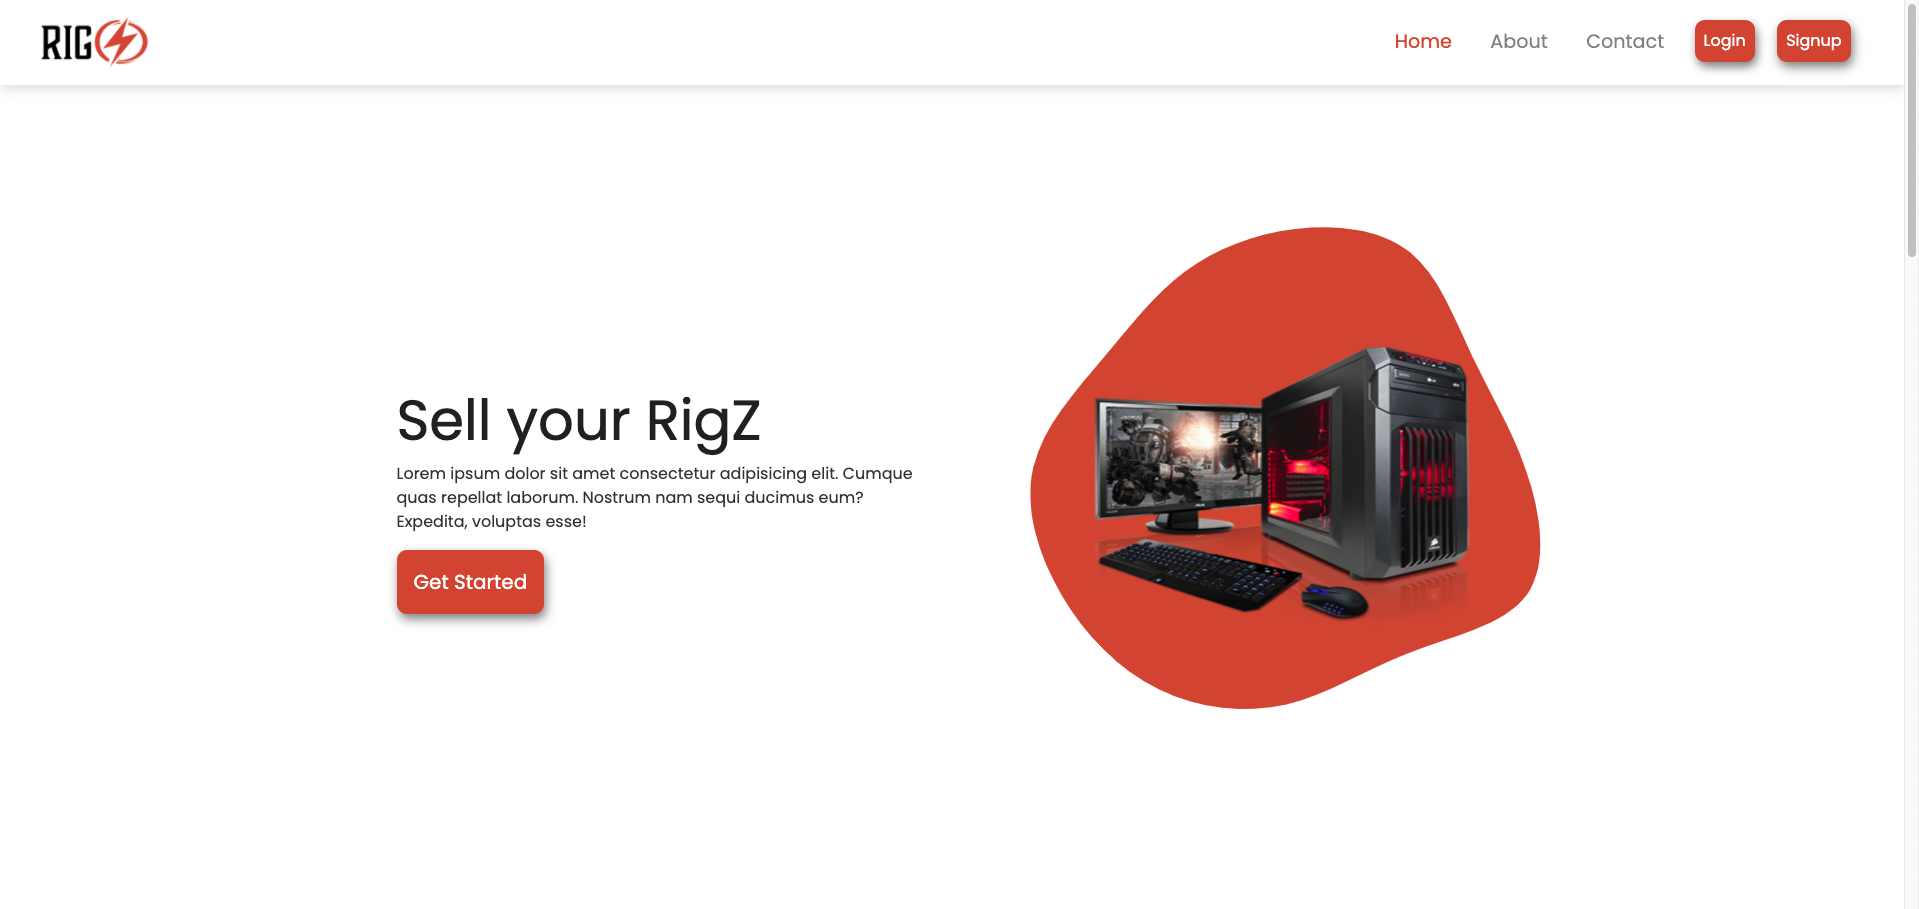 RIG
Home
About
Contact
Login
Signup
Sell your RigZ
Lorem ipsum dolor sit amet consectetur adipisicing elit. Cumque
quas repellat laborum. Nostrum nam sequi ducimus eum?
Expedita, voluptas esse!
Get Started